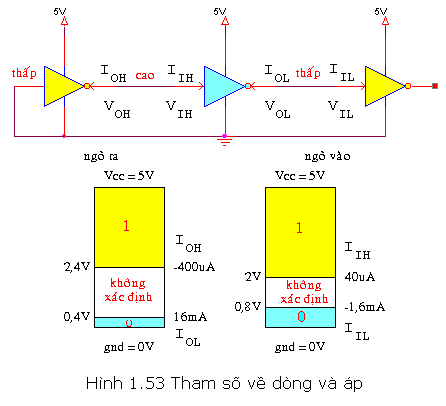 5V 5V 5V
thấp I OH cao I IH I OL thấp I IL
V OH V IH V OL V IL
ngõ ra ngõ vào
Vcc = 5V Vcc = 5V
1 1
I OH I IH
2,4V -400uA 2V 40uA
không xác định không xác định
0,4V 16mA 0,8V -1,6mA
0 0
I OL I IL
gnd = 0V gnd = 0V
Hình 1.53 Tham số về dòng và áp